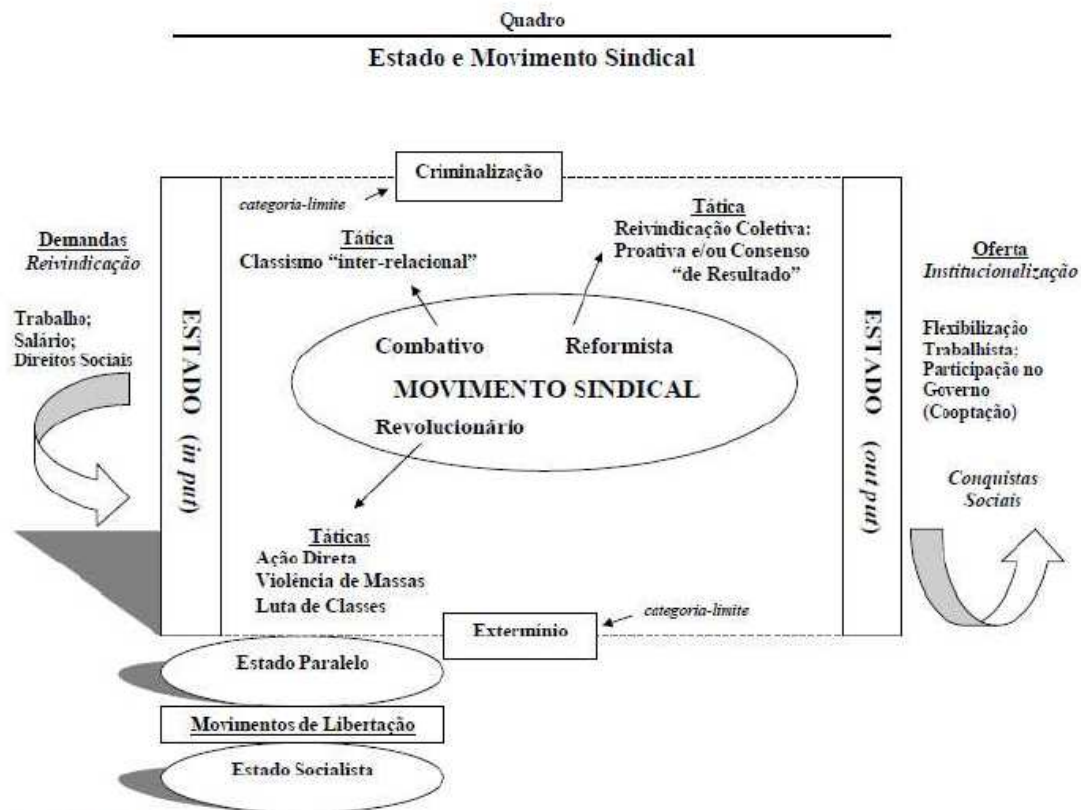 Quadro
Estado e Movimento Sindical
Criminalização
categoria-limite
Demandas
Reivindicação
Trabalho;
Salário;
Direitos Sociais
ESTADO (in put)
Tática
Classismo “inter-relacional”
Tática
Reivindicação Coletiva:
Proativa e/ou Consenso
“de Resultado”
Combativo
Reformista
MOVIMENTO SINDICAL
Revolucionário
Táticas
Ação Direta
Violência de Massas
Luta de Classes
Extermínio
categoria-limite
ESTADO (out put)
Oferta
Institucionalização
Flexibilização
Trabalhista;
Participação no
Governo
(Cooptação)
Conquistas
Sociais
Estado Paralelo
Movimentos de Libertação
Estado Socialista